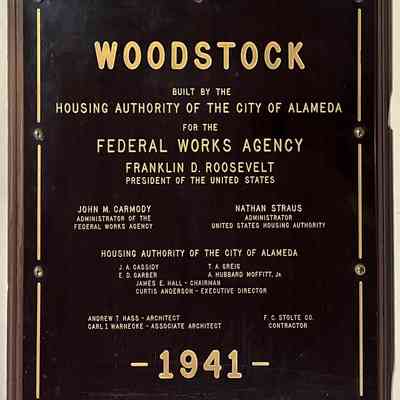 WOODSTOCK
BUILT BY THE
HOUSING AUTHORITY OF THE CITY OF ALAMEDA
FOR THE
FEDERAL WORKS AGENCY
FRANKLIN D. ROOSEVELT
PRESIDENT OF THE UNITED STATES
JOHN M. CARMODY
ADMINISTRATOR OF THE
FEDERAL WORKS AGENCY
NATHAN STRAUS
ADMINISTRATOR
UNITED STATES HOUSING AUTHORITY
HOUSING AUTHORITY OF THE CITY OF ALAMEDA
J. A. CASSIDY T. A. GREIG
E. D. GARBER A. HUBBARD MOFFITT, JR.
JAMES E. HALL – CHAIRMAN
CURTIS ANDERSON – EXECUTIVE DIRECTOR
ANDREW T. HASS – ARCHITECT
CARL I. WARNECKE – ASSOCIATE ARCHITECT
F. C. STOLTE CO.
CONTRACTOR
– 1941 –